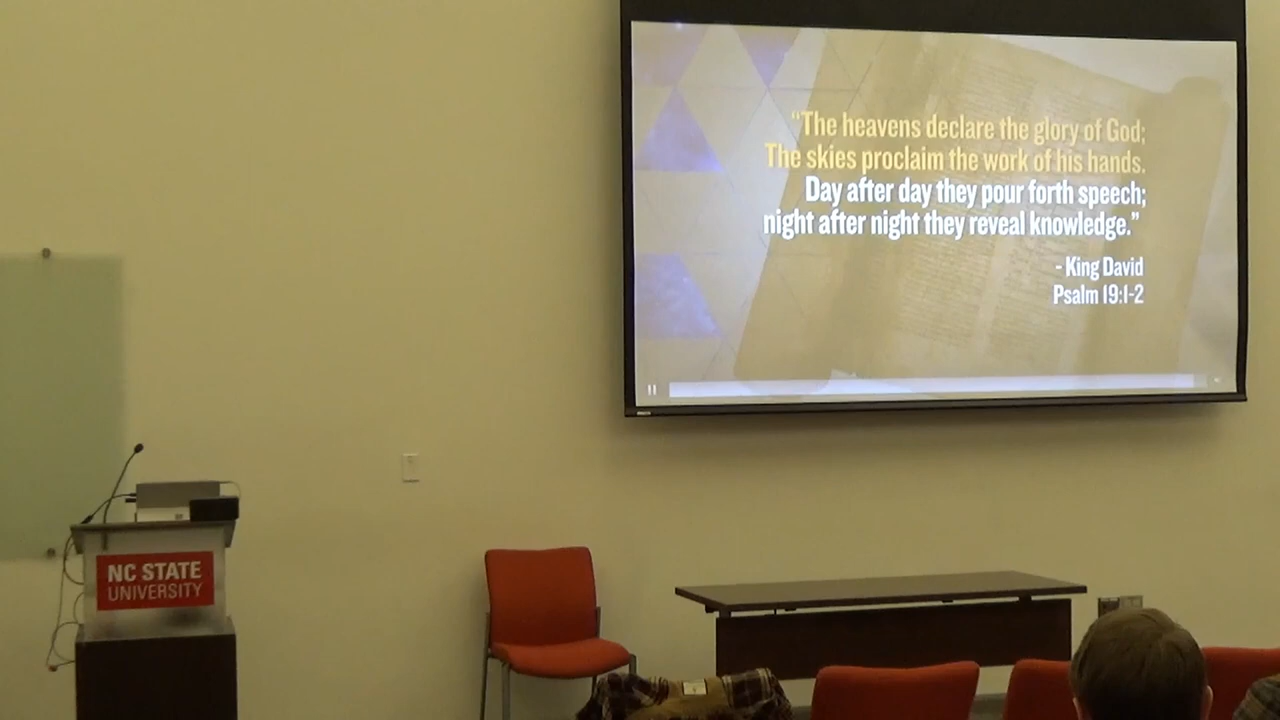 “The heavens declare the glory of God;
The skies proclaim the work of his hands.
Day after day they pour forth speech;
night after night they reveal knowledge.”
- King David
Psalm 19:1-2
NC STATE
UNIVERSITY